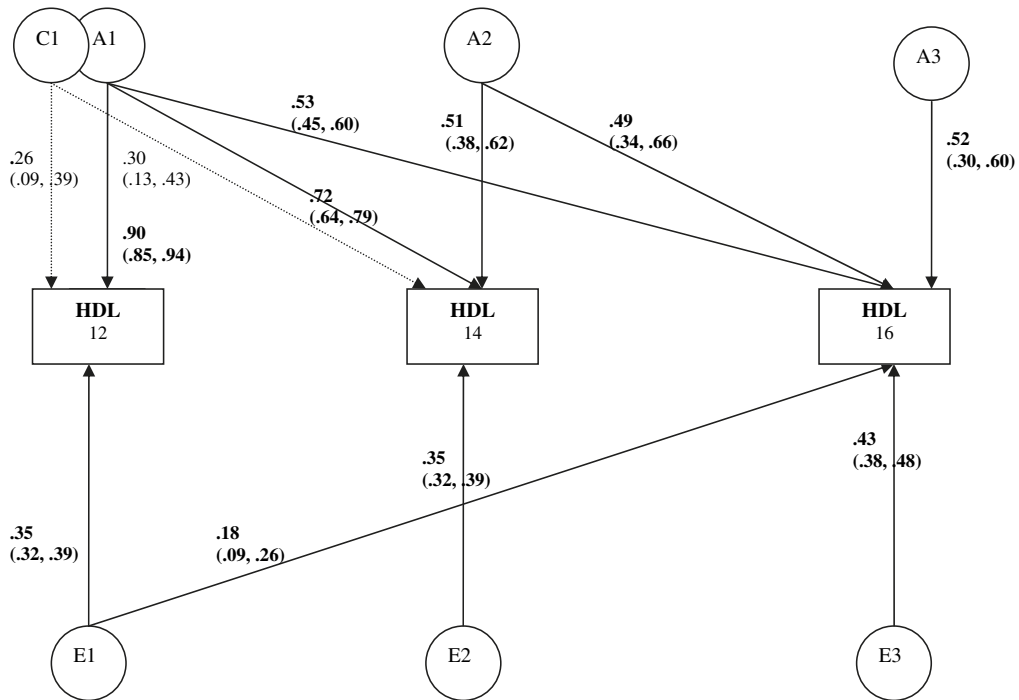 C1
A1
A2
A3
.53
(.45, .60)
.51
(.38, .62)
.49
(.34, .66)
.52
(.30, .60)
.26
(.09, .39)
.30
(.13, .43)
.72
(.64, .79)
.90
(.85, .94)
HDL
12
HDL
14
HDL
16
.35
(.32, .39)
.43
(.38, .48)
.35
(.32, .39)
.18
(.09, .26)
E1
E2
E3